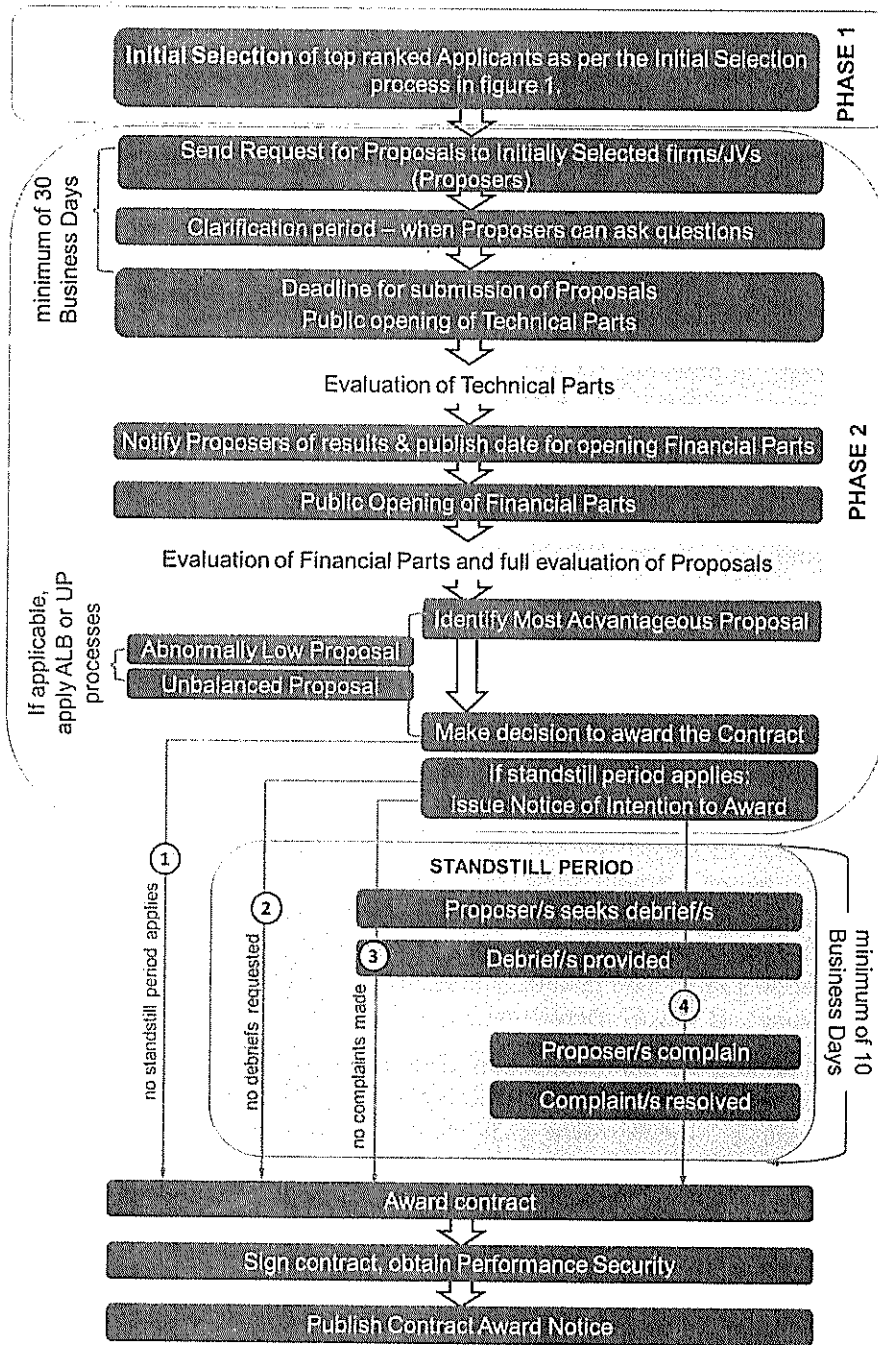 Initial Selection of top ranked Applicants as per the Initial Selection
process in figure 1.
PHASE 1
Send Request for Proposals to Initially Selected firms/JVs
(Proposers)
minimum of 30
Business Days
Clarification period – when Proposers can ask questions
Deadline for submission of Proposals
Public opening of Technical Parts
Evaluation of Technical Parts
Notify Proposers of results & publish date for opening Financial Parts
PHASE 2
Public Opening of Financial Parts
Evaluation of Financial Parts and full evaluation of Proposals
If applicable,
apply ALB or UP
processes
Identify Most Advantageous Proposal
Abnormally Low Proposal
Unbalanced Proposal
Make decision to award the Contract
If standstill period applies:
Issue Notice of Intention to Award
1
no standstill period applies
2
no debriefs requested
3
no complaints made
STANDSTILL PERIOD
Proposer/s seeks debrief/s
Debrief/s provided
4
Proposer/s complain
Complaint/s resolved
minimum of 10
Business Days
Award contract
Sign contract, obtain Performance Security
Publish Contract Award Notice